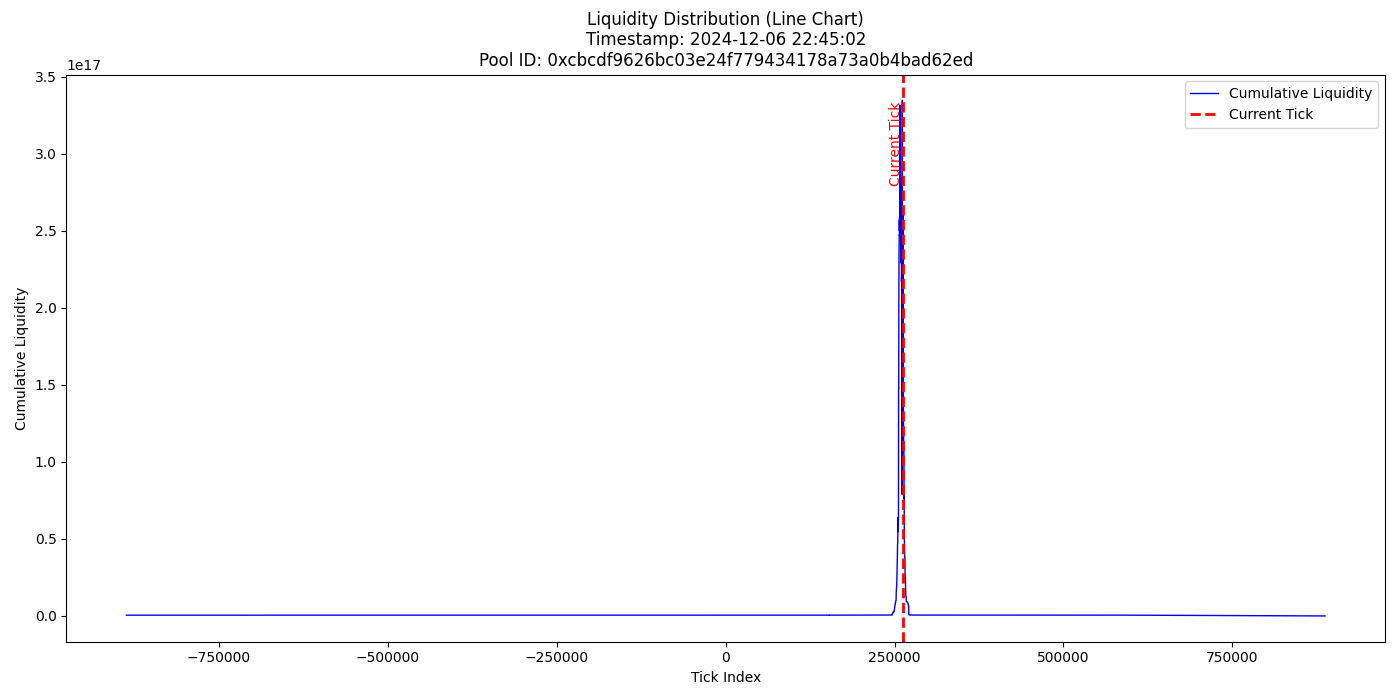 Liquidity Distribution (Line Chart)
Timestamp: 2024-12-06 22:45:02
Pool ID: 0xcbcdf9626bc03e24f779434178a73a0b4bad62ed
1e17
3.5
3.0
2.5
2.0
1.5
1.0
0.5
0.0
Cumulative Liquidity
Current Tick
Cumulative Liquidity
Current Tick
−750000
−500000
−250000
0
250000
500000
750000
Tick Index